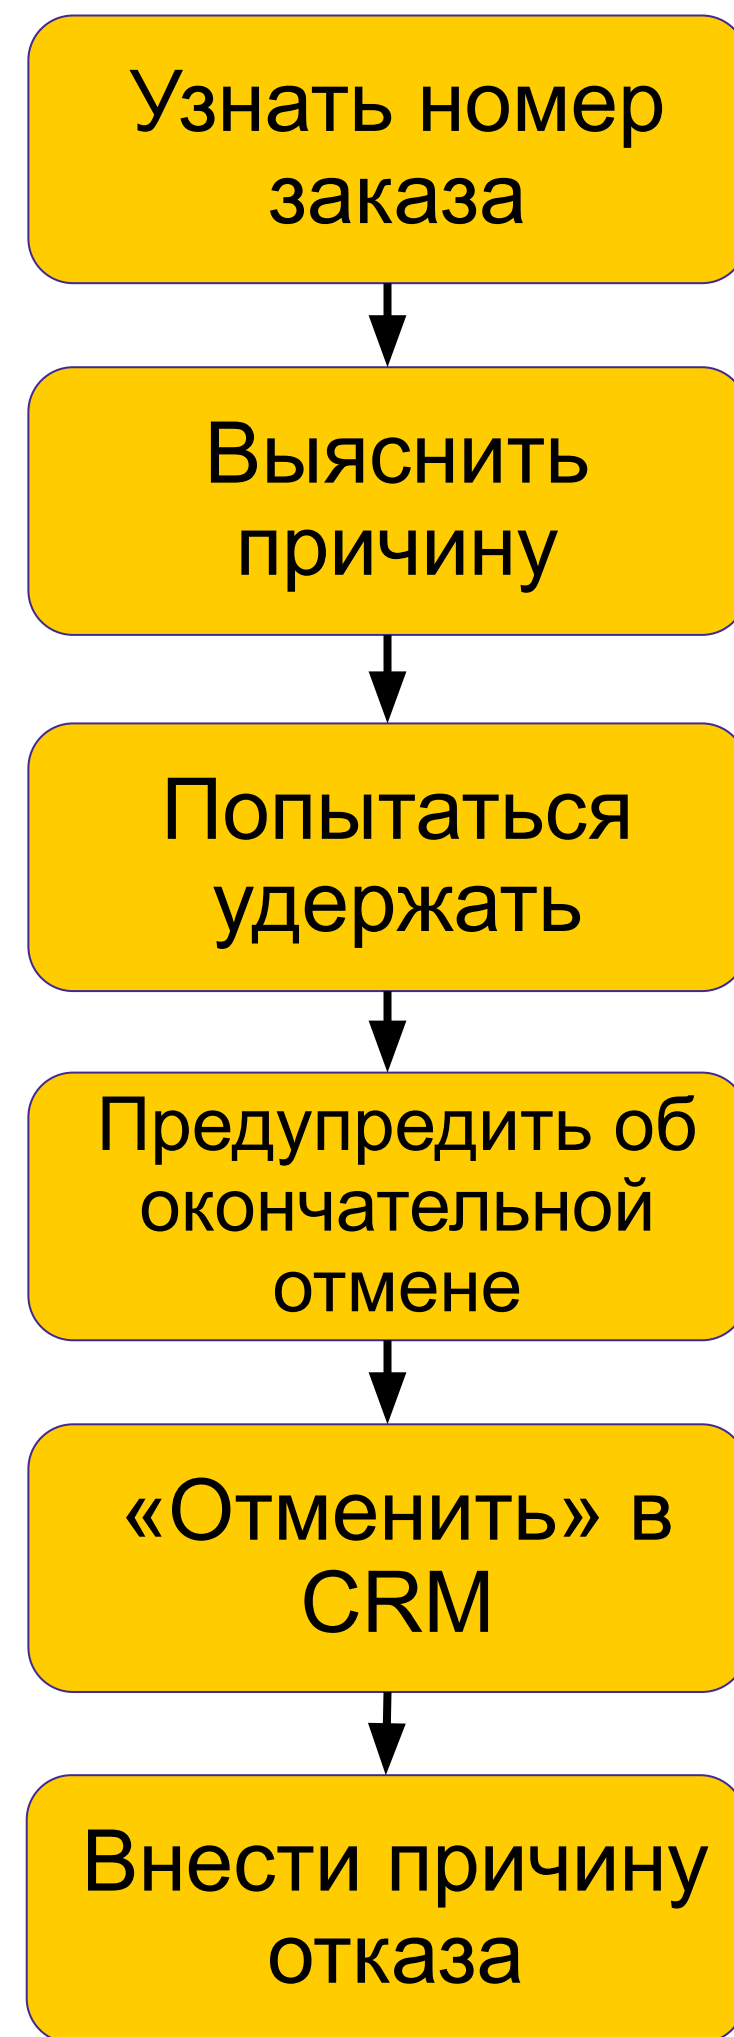 Узнать номер
заказа
Выяснить
причину
Попытаться
удержать
Предупредить об
окончательной
отмене
«Отменить» в
CRM
Внести причину
отказа